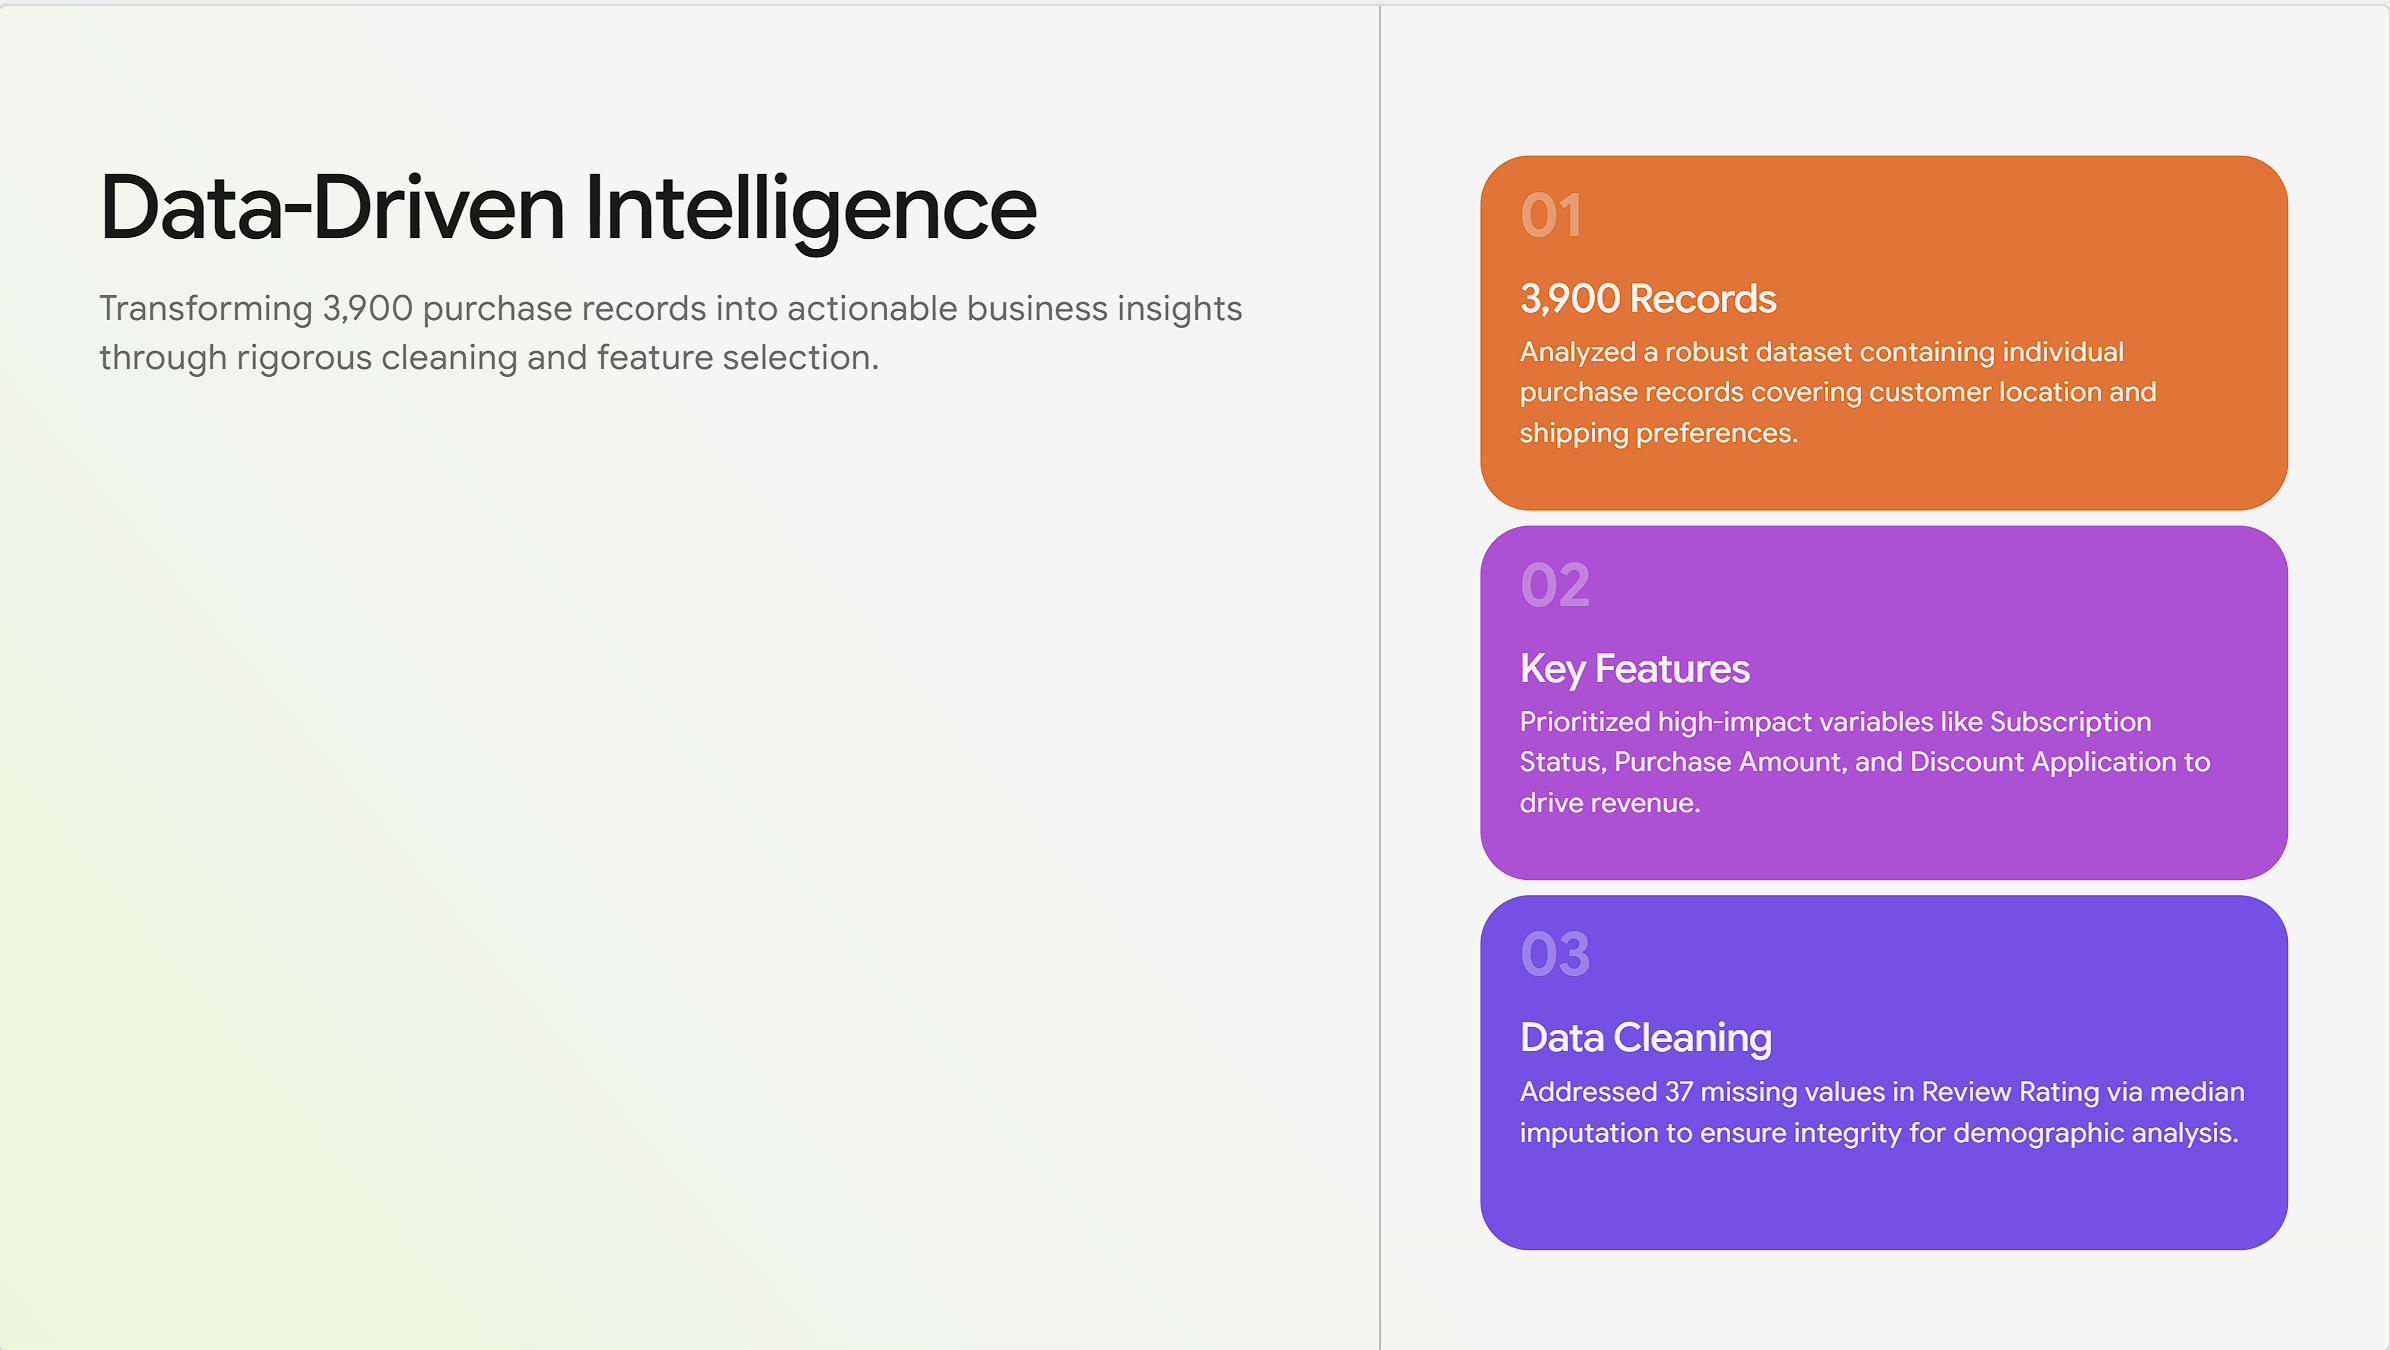 Data-Driven Intelligence
Transforming 3,900 purchase records into actionable business insights
through rigorous cleaning and feature selection.
01
3,900 Records
Analyzed a robust dataset containing individual
purchase records covering customer location and
shipping preferences.
02
Key Features
Prioritized high-impact variables like Subscription
Status, Purchase Amount, and Discount Application to
drive revenue.
03
Data Cleaning
Addressed 37 missing values in Review Rating via median
imputation to ensure integrity for demographic analysis.